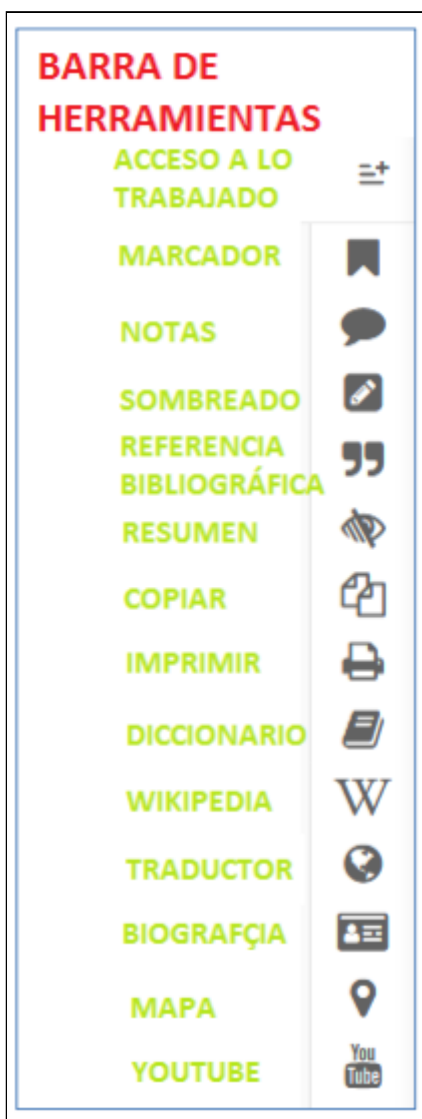 BARRA DE
HERRAMIENTAS
ACCESO A LO
TRABAJADO
MARCADOR
NOTAS
SOMBREADO
REFERENCIA
BIBLIOGRÁFICA
RESUMEN
COPIAR
IMPRIMIR
DICCIONARIO
WIKIPEDIA
W
TRADUCTOR
BIOGRAFÇIA
MAPA
YOUTUBE
You
Tube